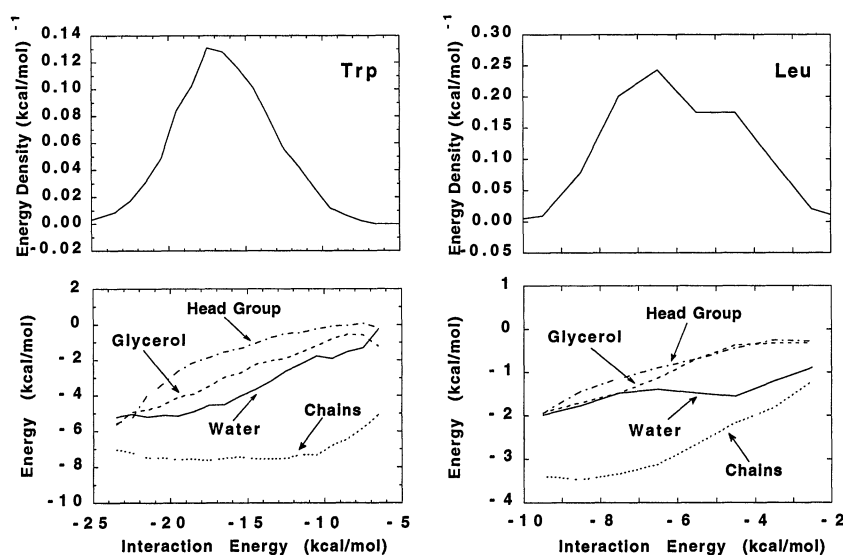 Energy Density (kcal/mol)-1
0.14
0.12
0.10
0.08
0.06
0.04
0.02
0.00
-0.02
Trp
Energy Density (kcal/mol)-1
0.30
0.25
0.20
0.15
0.10
0.05
0.00
-0.05
Leu
Energy (kcal/mol)
2
0
-2
-4
-6
-8
-10
Head Group
Glycerol
Water
Chains
-25 -20 -15 -10 -5
Interaction Energy (kcal/mol)
Energy (kcal/mol)
1
0
-1
-2
-3
-4
Head Group
Glycerol
Water
Chains
-10 -8 -6 -4 -2
Interaction Energy (kcal/mol)